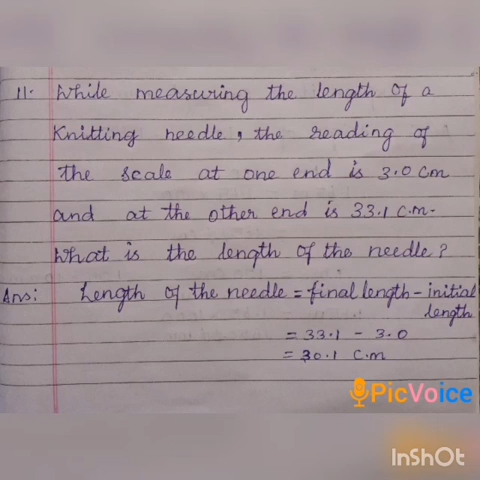 11. While measuring the length of a
Knitting needle, the reading of
the scale at one end is 3.0 cm
and at the other end is 33.1 c.m.
What is the length of the needle?
Ans: Length of the needle = final length - initial
length
= 33.1 - 3.0
= 30.1 c.m
PicVoice
InShOt